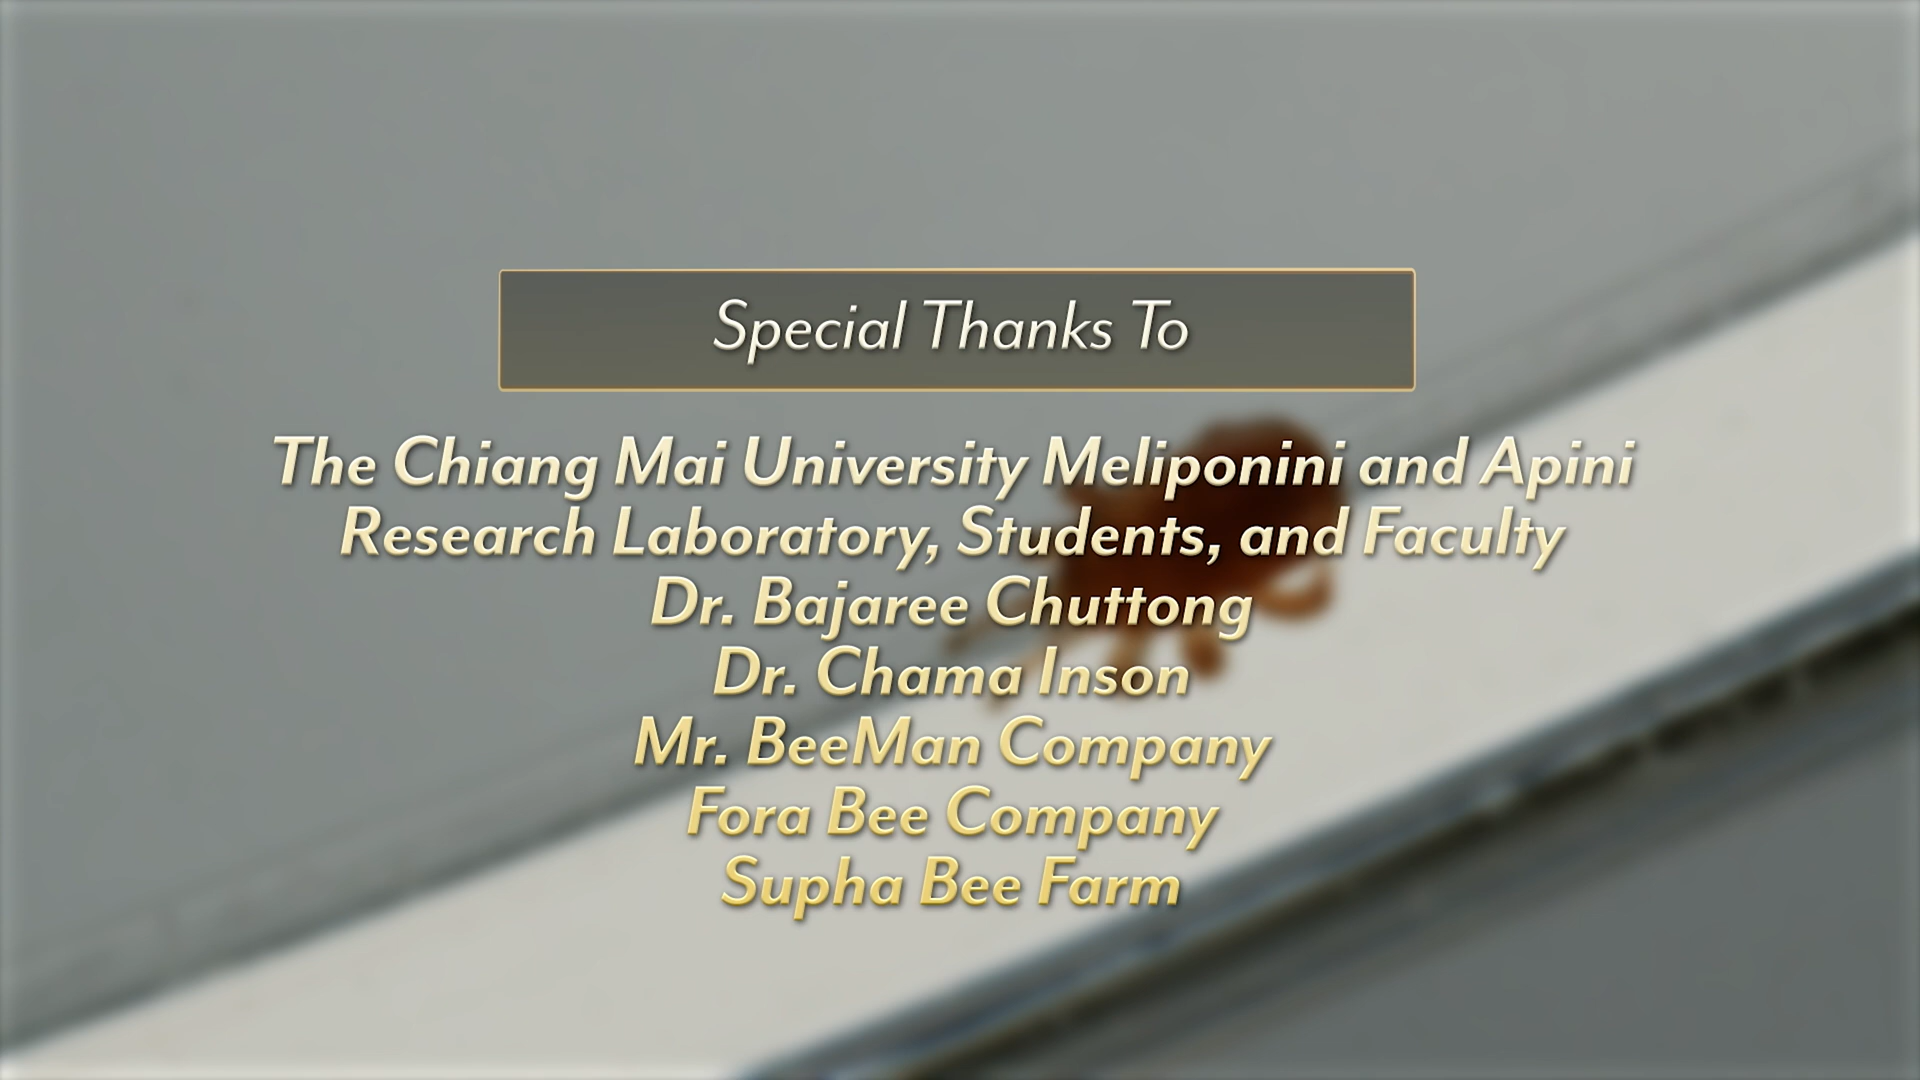 Special Thanks To
The Chiang Mai University Meliponini and Apini
Research Laboratory, Students, and Faculty
Dr. Bajaree Chuttong
Dr. Chama Inson
Mr. BeeMan Company
Fora Bee Company
Supha Bee Farm